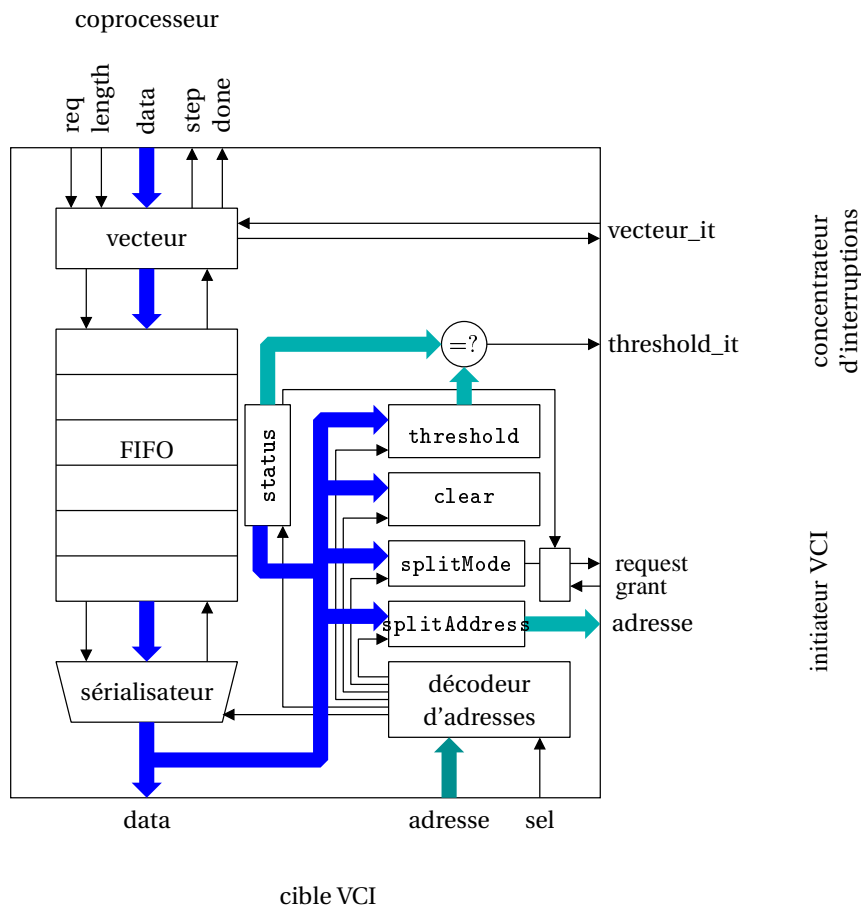 coprocesseur
req
length
data
step
done
vecteur
vecteur_it
concentrateur
d'interruptions
=?
threshold_it
FIFO
status
threshold
clear
splitMode
request
grant
splitAddress
adresse
initiateur VCI
sérialisateur
décodeur
d'adresses
data
adresse
sel
cible VCI